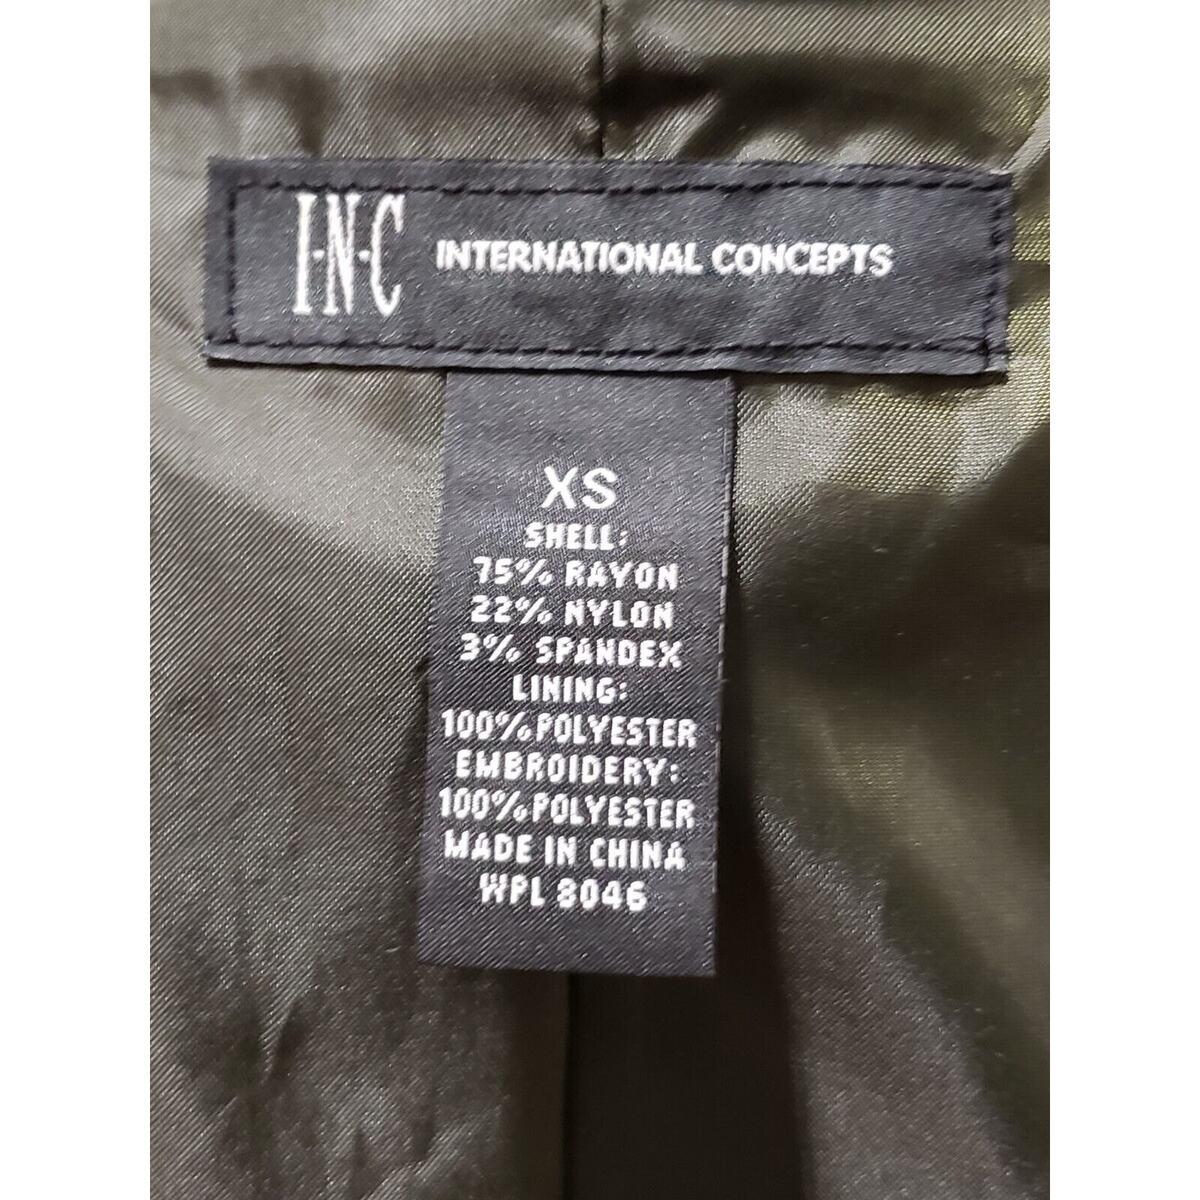 I·N·C INTERNATIONAL CONCEPTS
XS
SHELL:
75% RAYON
22% NYLON
3% SPANDEX
LINING:
100% POLYESTER
EMBROIDERY:
100% POLYESTER
MADE IN CHINA
WPL 8046